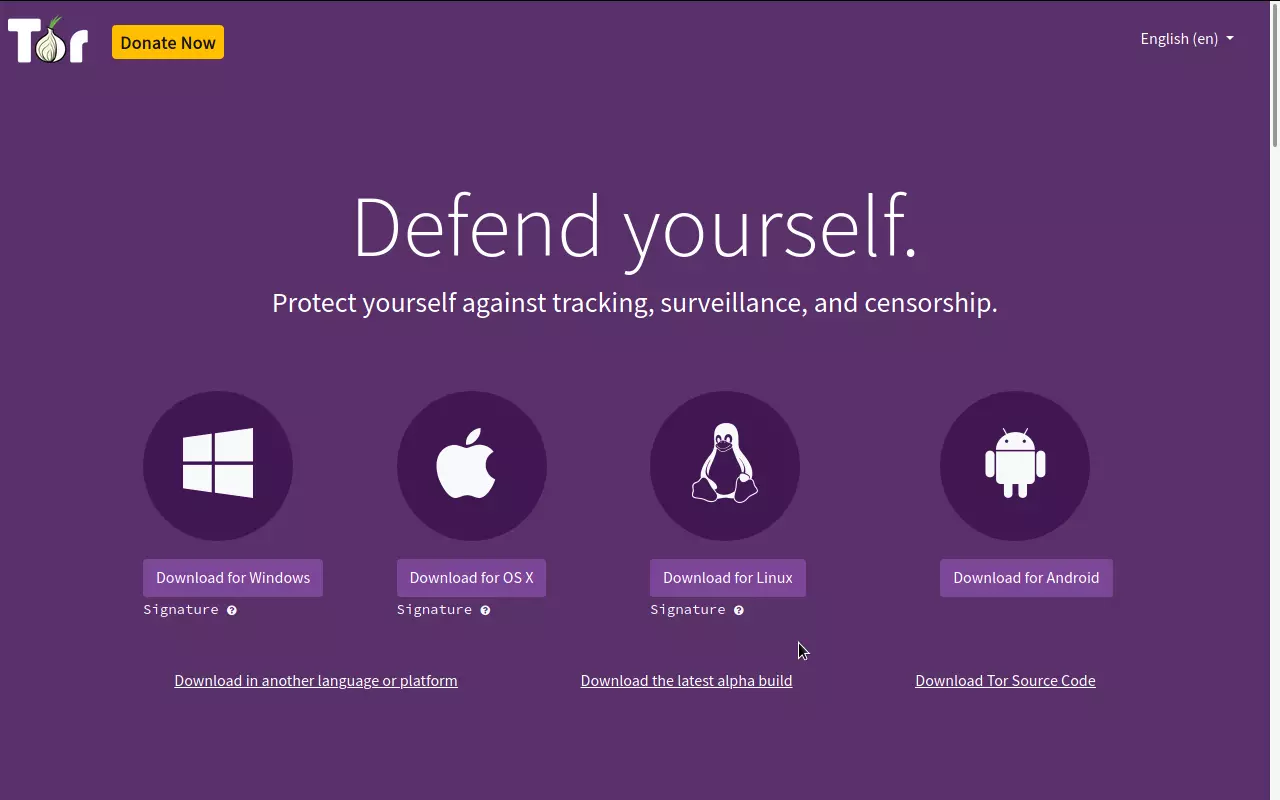 Tor
Donate Now
English (en)
Defend yourself.
Protect yourself against tracking, surveillance, and censorship.
Download for Windows
Download for OS X
Download for Linux
Download for Android
Signature ?
Signature ?
Signature ?
Download in another language or platform
Download the latest alpha build
Download Tor Source Code